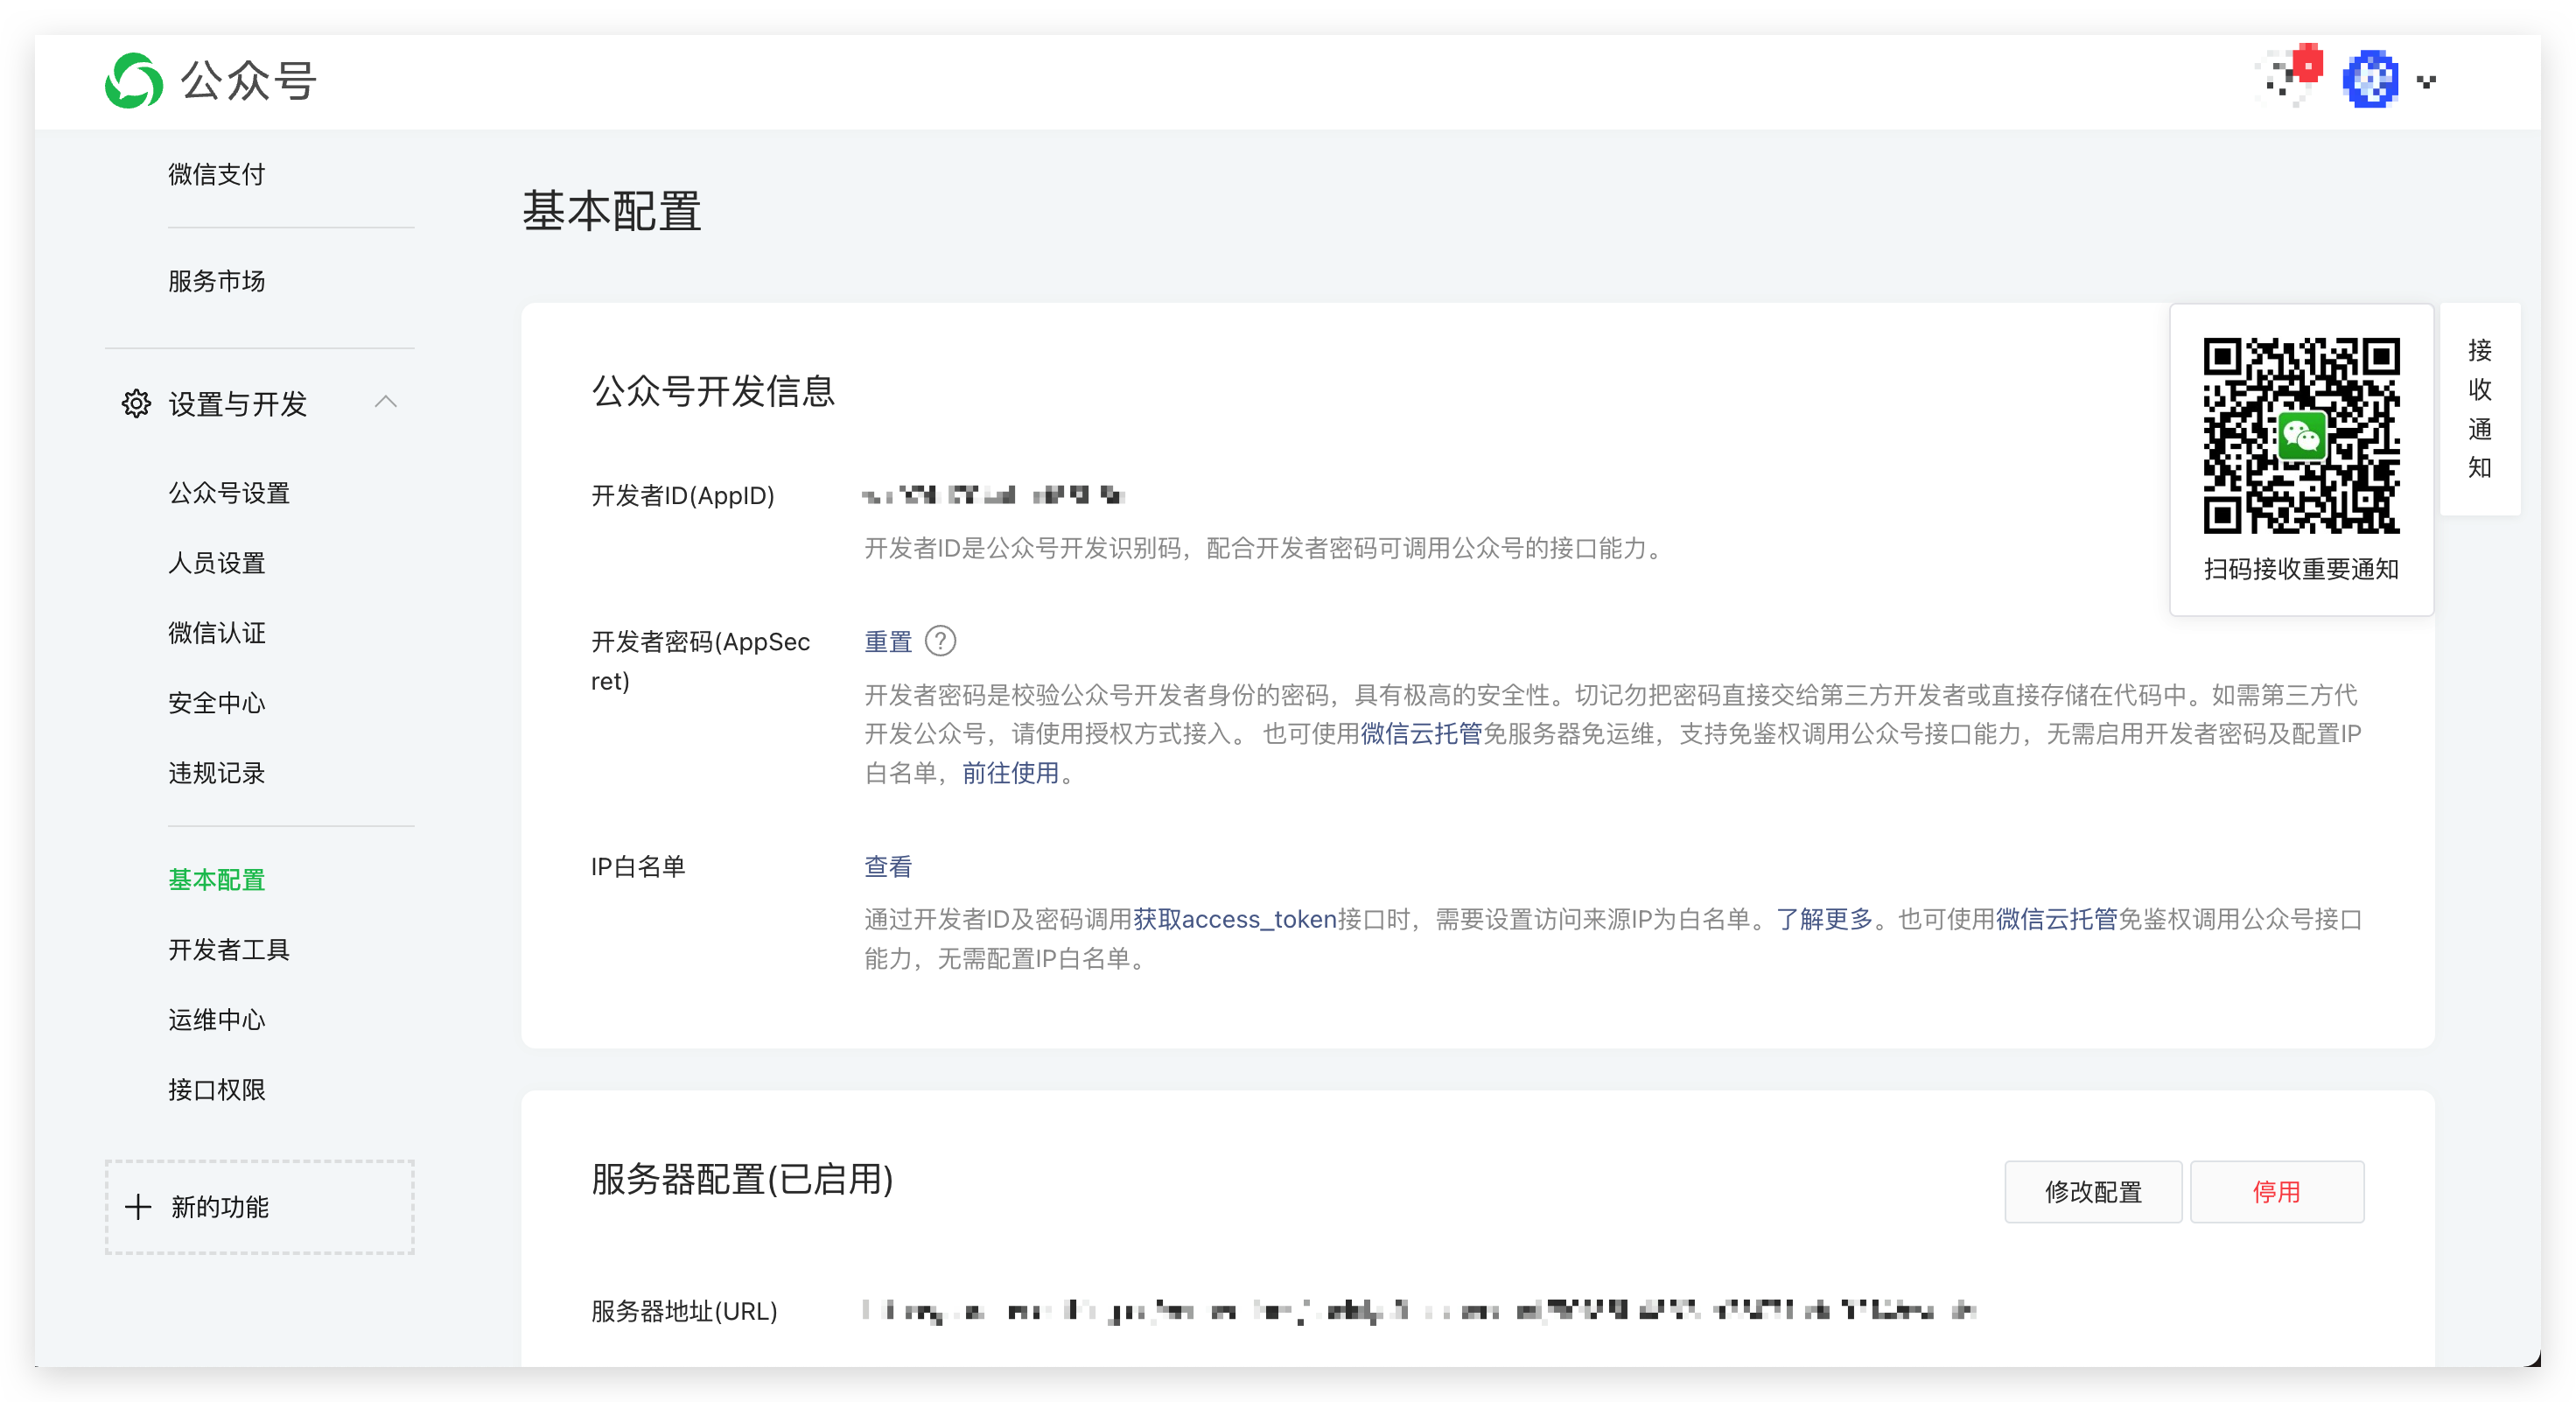 公众号
微信支付
服务市场
设置与开发
公众号设置
人员设置
微信认证
安全中心
违规记录
基本配置
开发者工具
运维中心
接口权限
新的功能
基本配置
公众号开发信息
开发者ID(AppID)
开发者ID是公众号开发识别码，配合开发者密码可调用公众号的接口能力。
开发者密码(AppSec
ret)
重置
开发者密码是校验公众号开发者身份的密码，具有极高的安全性。切记勿把密码直接交给第三方开发者或直接存储在代码中。如需第三方代
开发公众号，请使用授权方式接入。 也可使用微信云托管免服务器免运维，支持免鉴权调用公众号接口能力，无需启用开发者密码及配置IP
白名单，前往使用。
IP白名单
查看
通过开发者ID及密码调用获取access_token接口时，需要设置访问来源IP为白名单。了解更多。也可使用微信云托管免鉴权调用公众号接口
能力，无需配置IP白名单。
扫码接收重要通知
接
收
通
知
服务器配置(已启用)
修改配置
停用
服务器地址(URL)